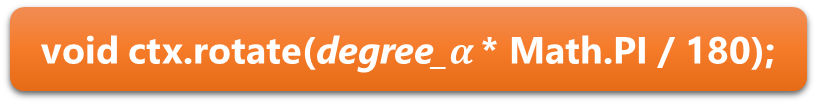 void ctx.rotate(degree_α * Math.PI / 180);